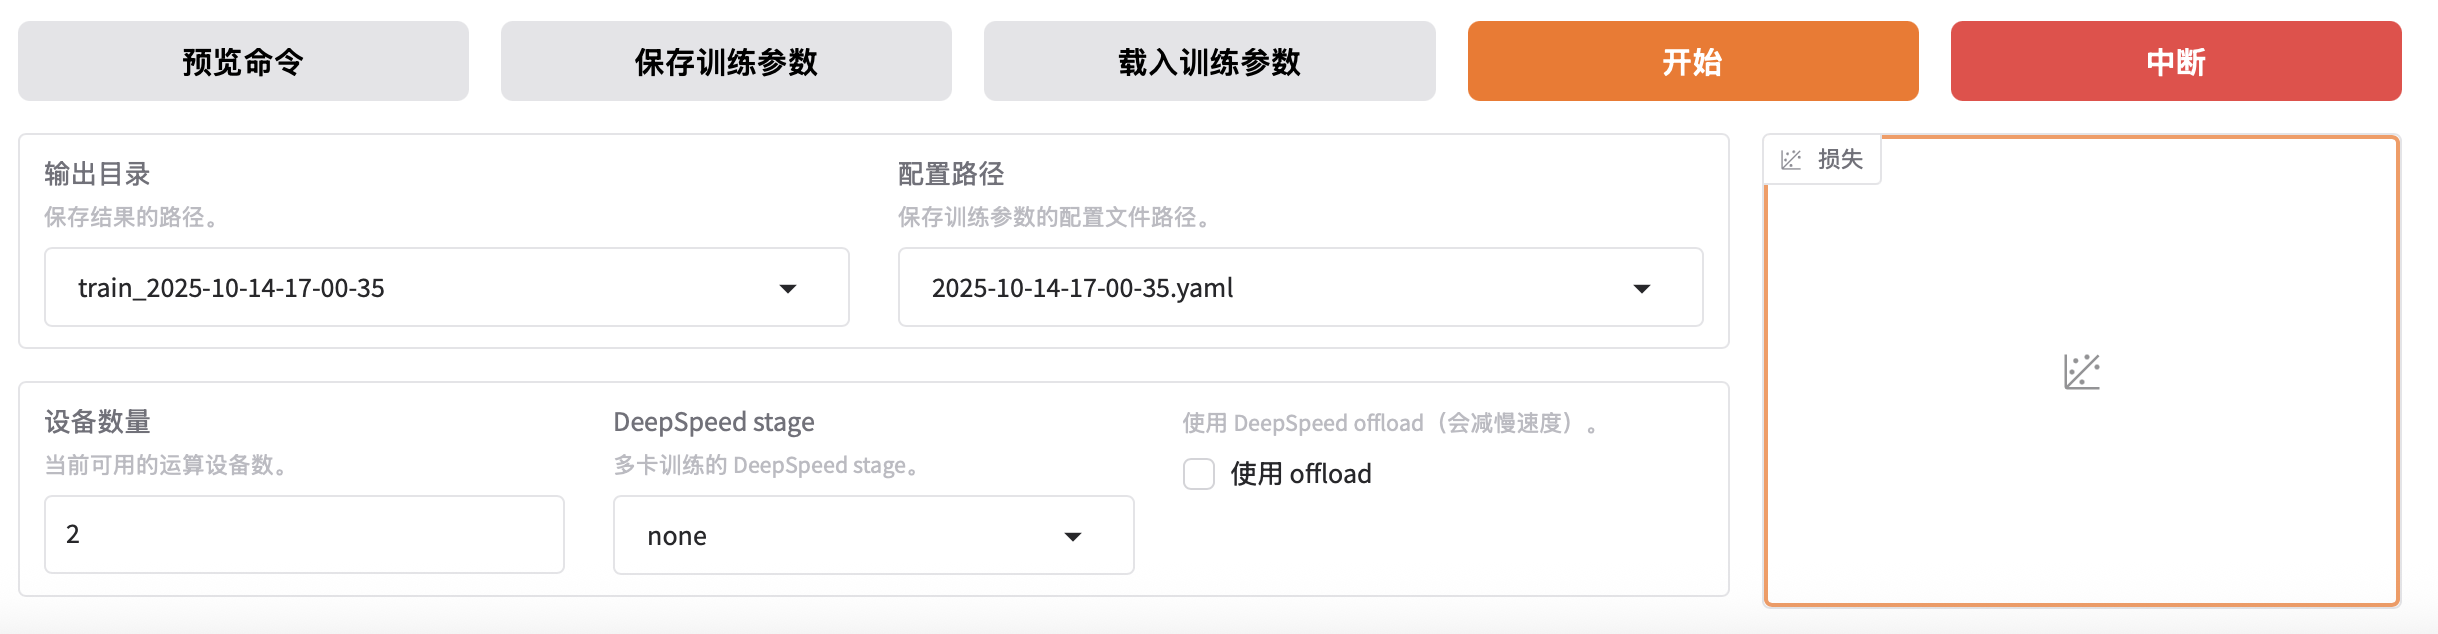 预览命令
保存训练参数
载入训练参数
开始
中断
输出目录
保存结果的路径。
train_2025-10-14-17-00-35
配置路径
保存训练参数的配置文件路径。
2025-10-14-17-00-35.yaml
损失
设备数量
当前可用的运算设备数。
2
DeepSpeed stage
多卡训练的 DeepSpeed stage。
none
使用 DeepSpeed offload（会减慢速度）。
使用 offload